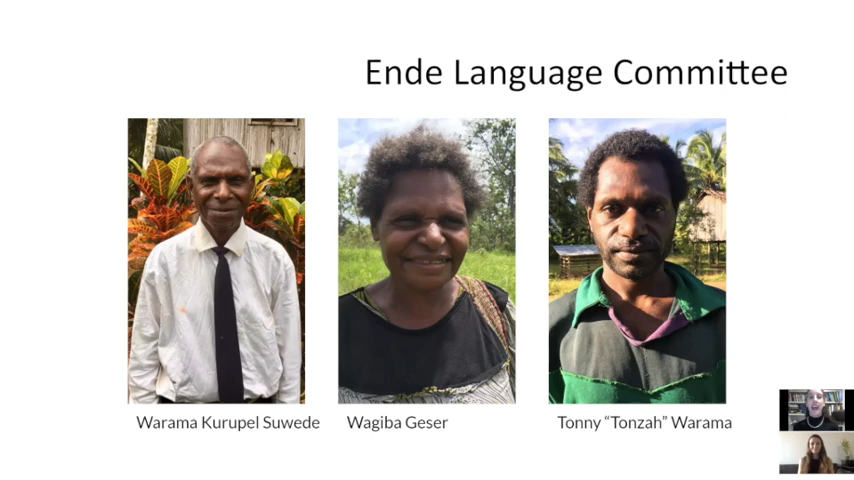 Ende Language Committee
Warama Kurupel Suwede
Wagiba Geser
Tonny “Tonzah” Warama